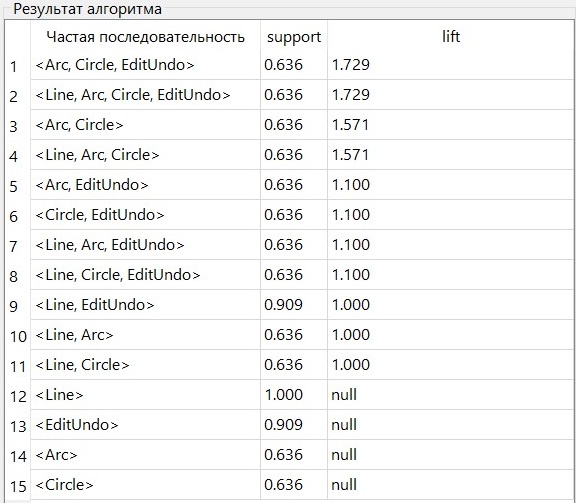 Результат алгоритма
Частая последовательность support lift
1 <Arc, Circle, EditUndo> 0.636 1.729
2 <Line, Arc, Circle, EditUndo> 0.636 1.729
3 <Arc, Circle> 0.636 1.571
4 <Line, Arc, Circle> 0.636 1.571
5 <Arc, EditUndo> 0.636 1.100
6 <Circle, EditUndo> 0.636 1.100
7 <Line, Arc, EditUndo> 0.636 1.100
8 <Line, Circle, EditUndo> 0.636 1.100
9 <Line, EditUndo> 0.909 1.000
10 <Line, Arc> 0.636 1.000
11 <Line, Circle> 0.636 1.000
12 <Line> 1.000 null
13 <EditUndo> 0.909 null
14 <Arc> 0.636 null
15 <Circle> 0.636 null